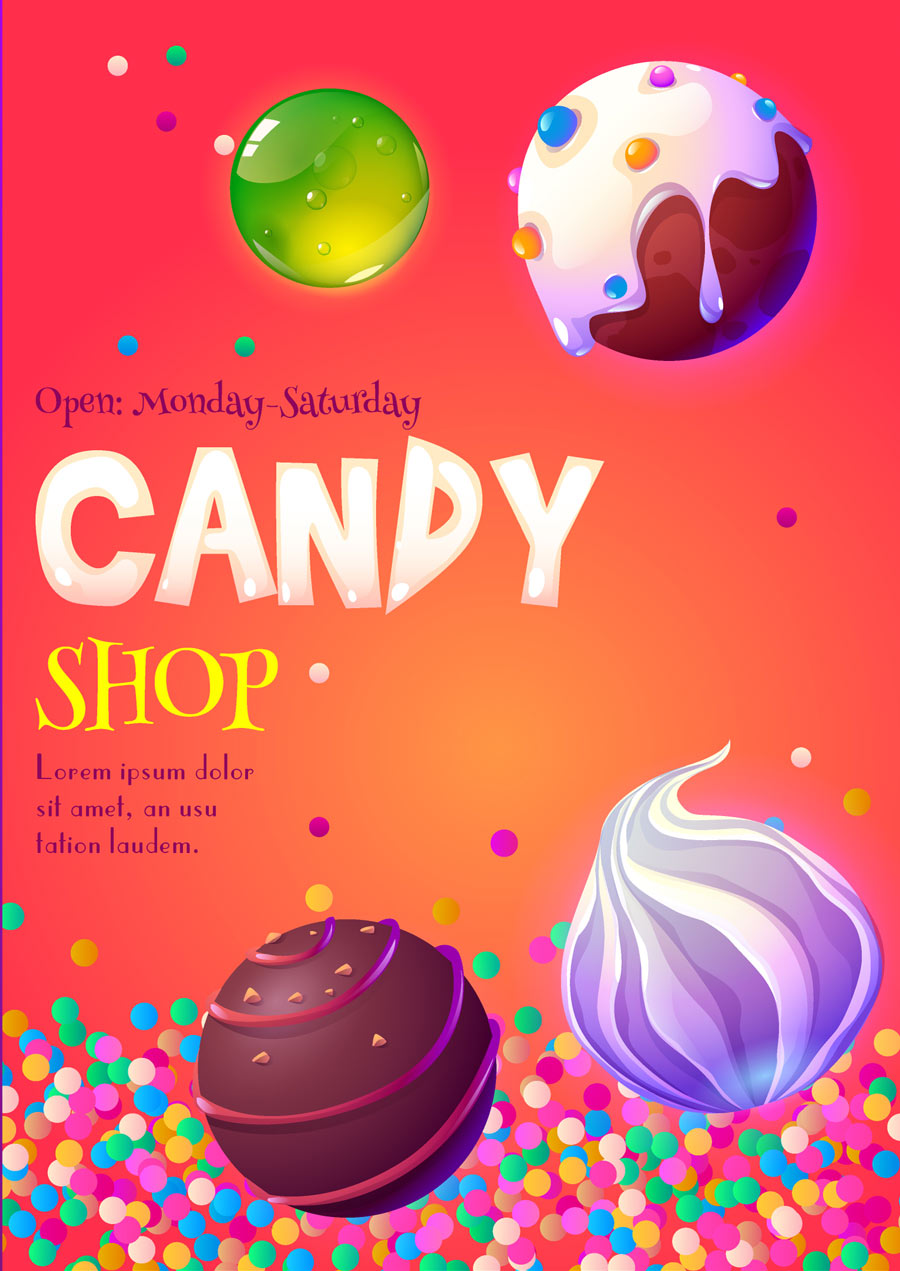 Open: Monday-Saturday
CANDY
SHOP
Lorem ipsum dolor
sit amet, an usu
tation laudem.